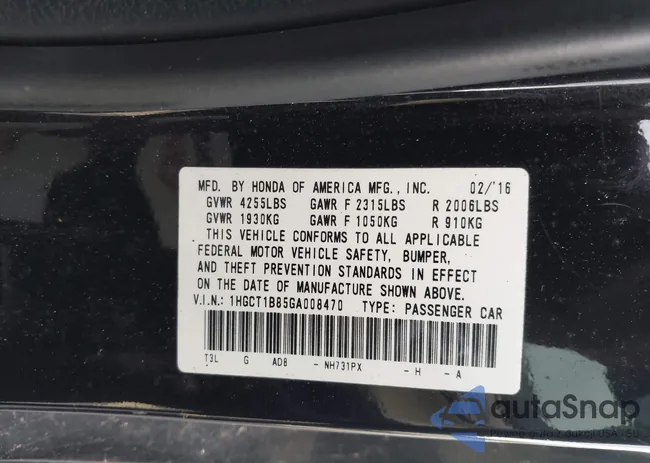 MFD. BY HONDA OF AMERICA MFG., INC. 02/'16
GVWR 4255LBS GAWR F 2315LBS R 2006LBS
GVWR 1930KG GAWR F 1050KG R 910KG
THIS VEHICLE CONFORMS TO ALL APPLICABLE
FEDERAL MOTOR VEHICLE SAFETY, BUMPER,
AND THEFT PREVENTION STANDARDS IN EFFECT
ON THE DATE OF MANUFACTURE SHOWN ABOVE.
V.I.N.: 1HGCT1B85GA008470 TYPE: PASSENGER CAR
T3L G AD8 - NH731PX - H - A
autaSnap